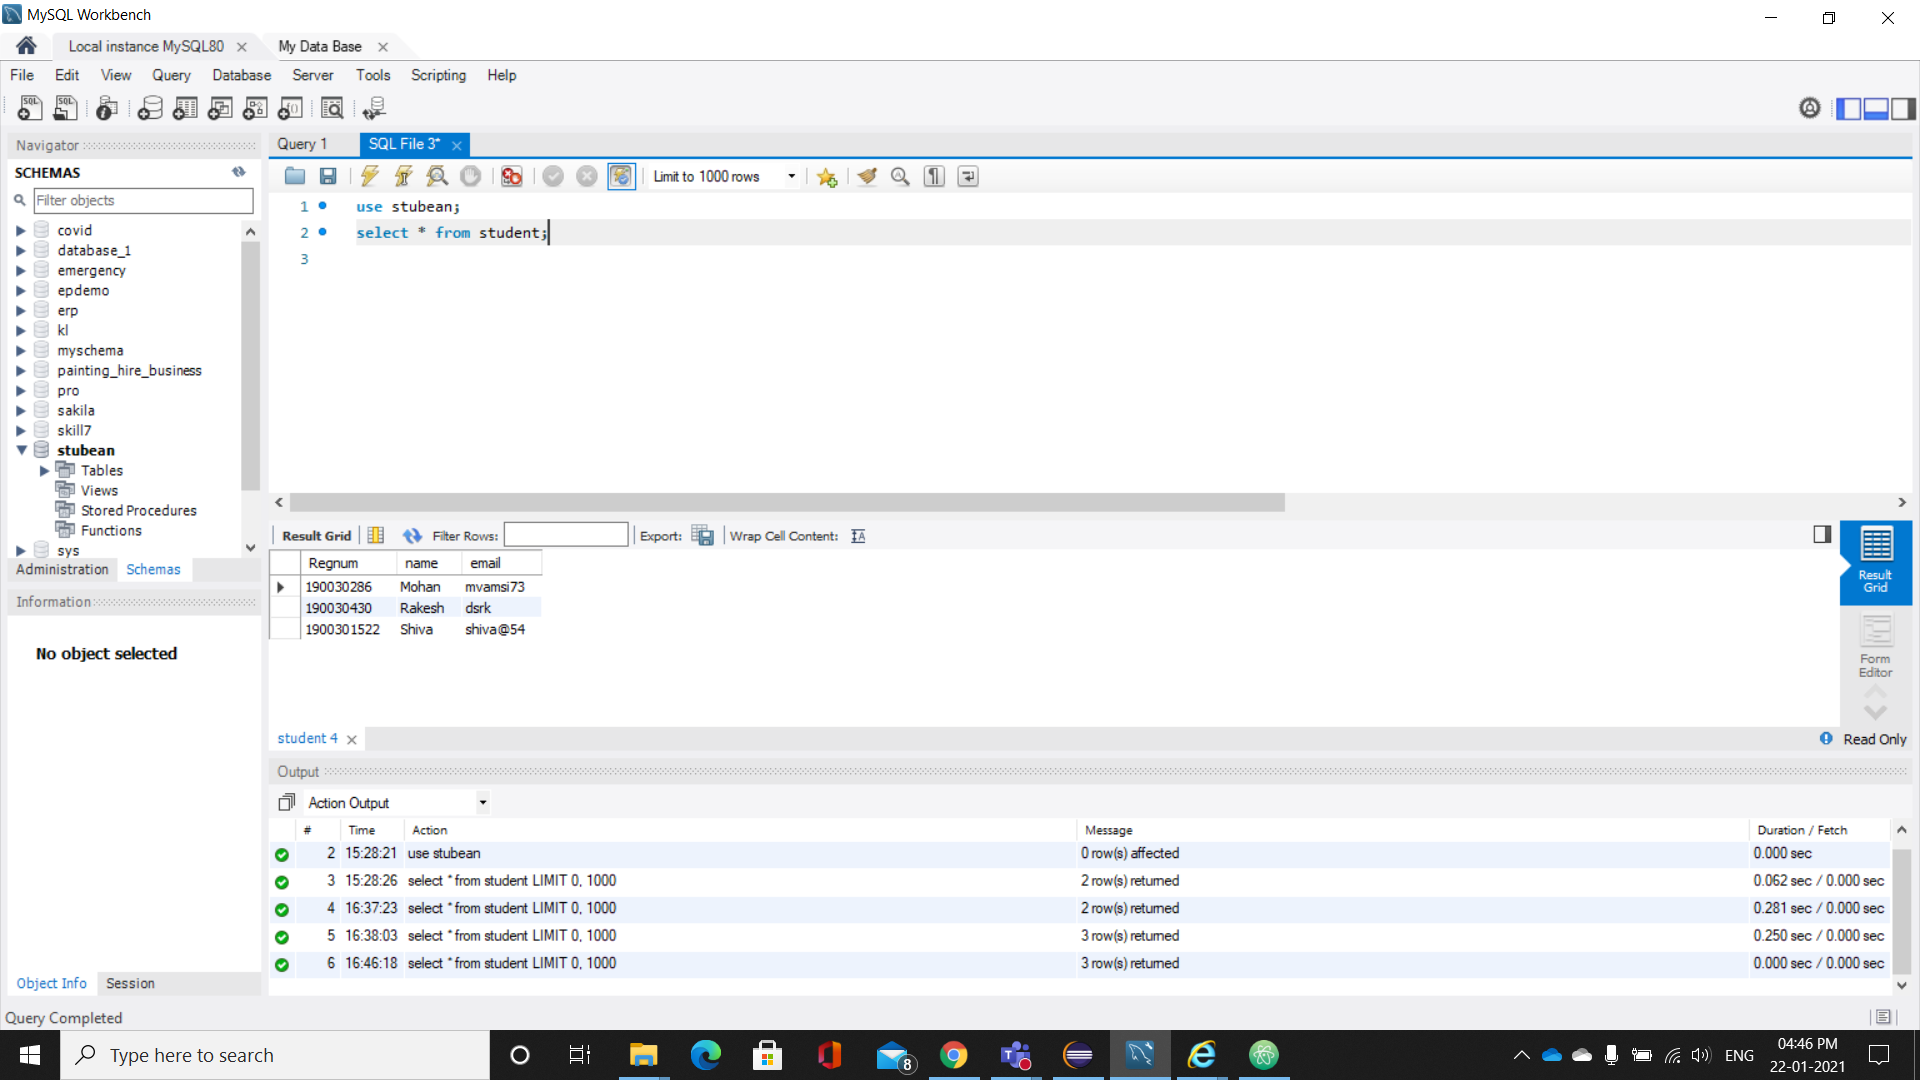 MySQL Workbench
Local instance MySQL80
My Data Base
File Edit View Query Database Server Tools Scripting Help
Navigator
SCHEMAS
Filter objects
covid
database_1
emergency
epdemo
erp
kl
myschema
painting_hire_business
pro
sakila
skill7
stubean
Tables
Views
Stored Procedures
Functions
sys
Administration Schemas
Information
No object selected
Object Info Session
Query 1 SQL File 3*
Limit to 1000 rows
1 use stubean;
2 select * from student;
3
Result Grid Filter Rows: Export: Wrap Cell Content:
Regnum name email
190030286 Mohan mvamsi73
190030430 Rakesh dsrk
1900301522 Shiva shiva@54
Result
Grid
Form
Editor
student 4
Read Only
Output
Action Output
# Time Action Message Duration / Fetch
2 15:28:21 use stubean 0 row(s) affected 0.000 sec
3 15:28:26 select * from student LIMIT 0, 1000 2 row(s) returned 0.062 sec / 0.000 sec
4 16:37:23 select * from student LIMIT 0, 1000 2 row(s) returned 0.281 sec / 0.000 sec
5 16:38:03 select * from student LIMIT 0, 1000 3 row(s) returned 0.250 sec / 0.000 sec
6 16:46:18 select * from student LIMIT 0, 1000 3 row(s) returned 0.000 sec / 0.000 sec
Query Completed
Type here to search
8
ENG
04:46 PM
22-01-2021